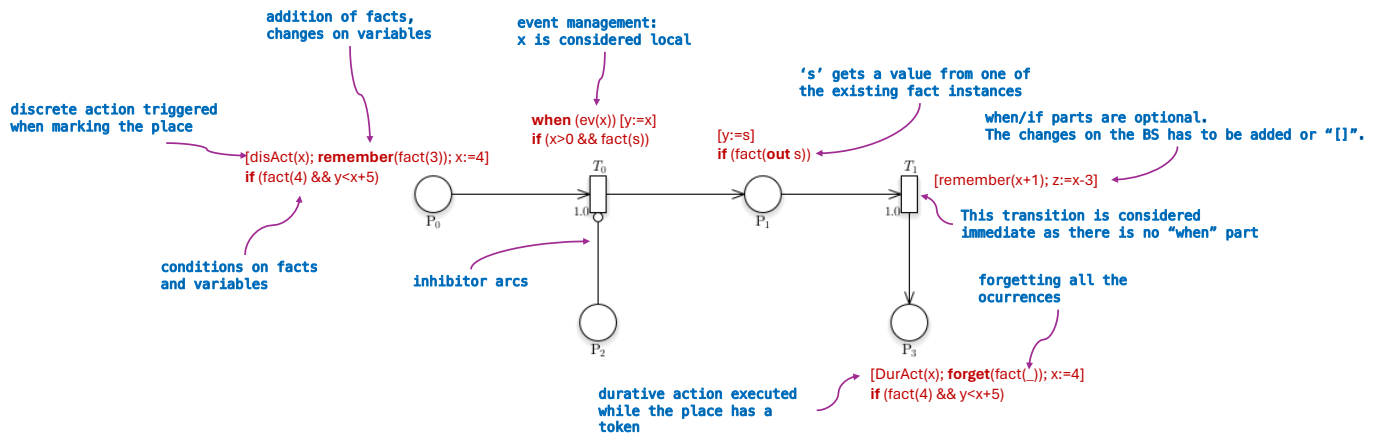 addition of facts,
changes on variables
event management:
x is considered local
‘s’ gets a value from one of
the existing fact instances
discrete action triggered
when marking the place
when/if parts are optional.
The changes on the BS has to be added or “[]”.
when (ev(x)) [y:=x]
if (x>0 && fact(s))
[y:=s]
if (fact(out s))
[disAct(x); remember(fact(3)); x:=4]
if (fact(4) && y<x+5)
T0
T1
[remember(x+1); z:=x-3]
1.0
1.0
P0
P1
This transition is considered
immediate as there is no “when” part
conditions on facts
and variables
inhibitor arcs
forgetting all the
ocurrences
P2
P3
[DurAct(x); forget(fact(_)); x:=4]
if (fact(4) && y<x+5)
durative action executed
while the place has a
token